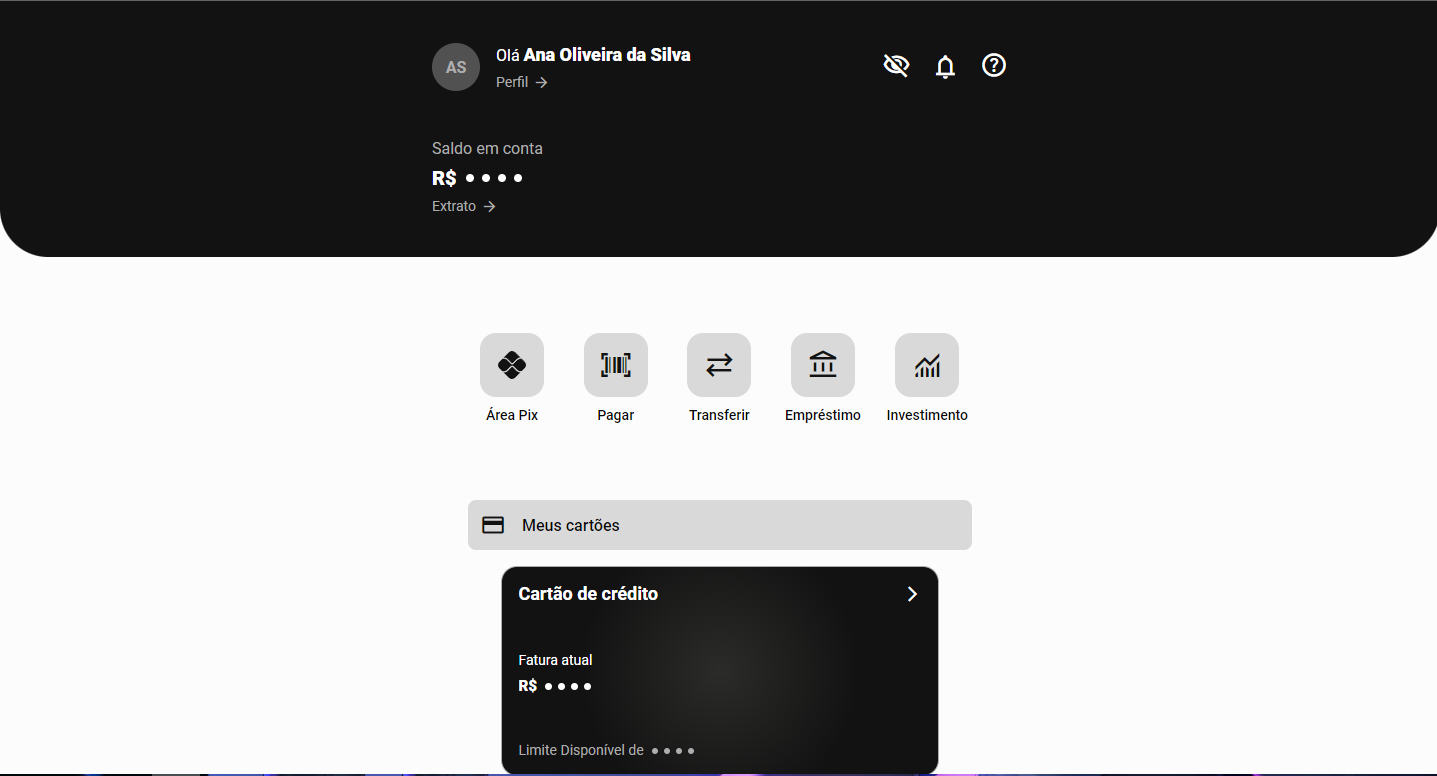 AS
Olá Ana Oliveira da Silva
Perfil
Saldo em conta
R$
Extrato
Área Pix
Pagar
Transferir
Empréstimo
Investimento
Meus cartões
Cartão de crédito
Fatura atual
R$
Limite Disponível de